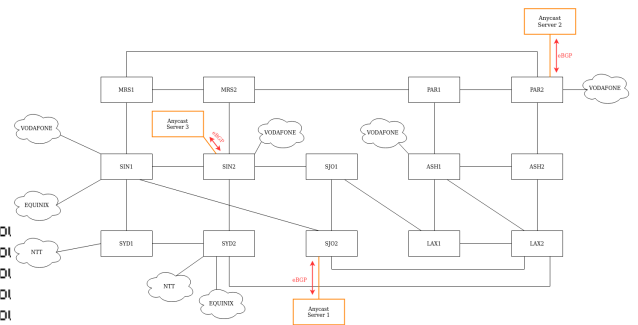 Anycast
Server 2
eBGP
MRS1
MRS2
PAR1
PAR2
VODAFONE
VODAFONE
Anycast
Server 3
eBGP
VODAFONE
VODAFONE
SIN1
SIN2
SJO1
ASH1
ASH2
EQUINIX
NTT
SYD1
SYD2
SJO2
LAX1
LAX2
eBGP
NTT
EQUINIX
Anycast
Server 1